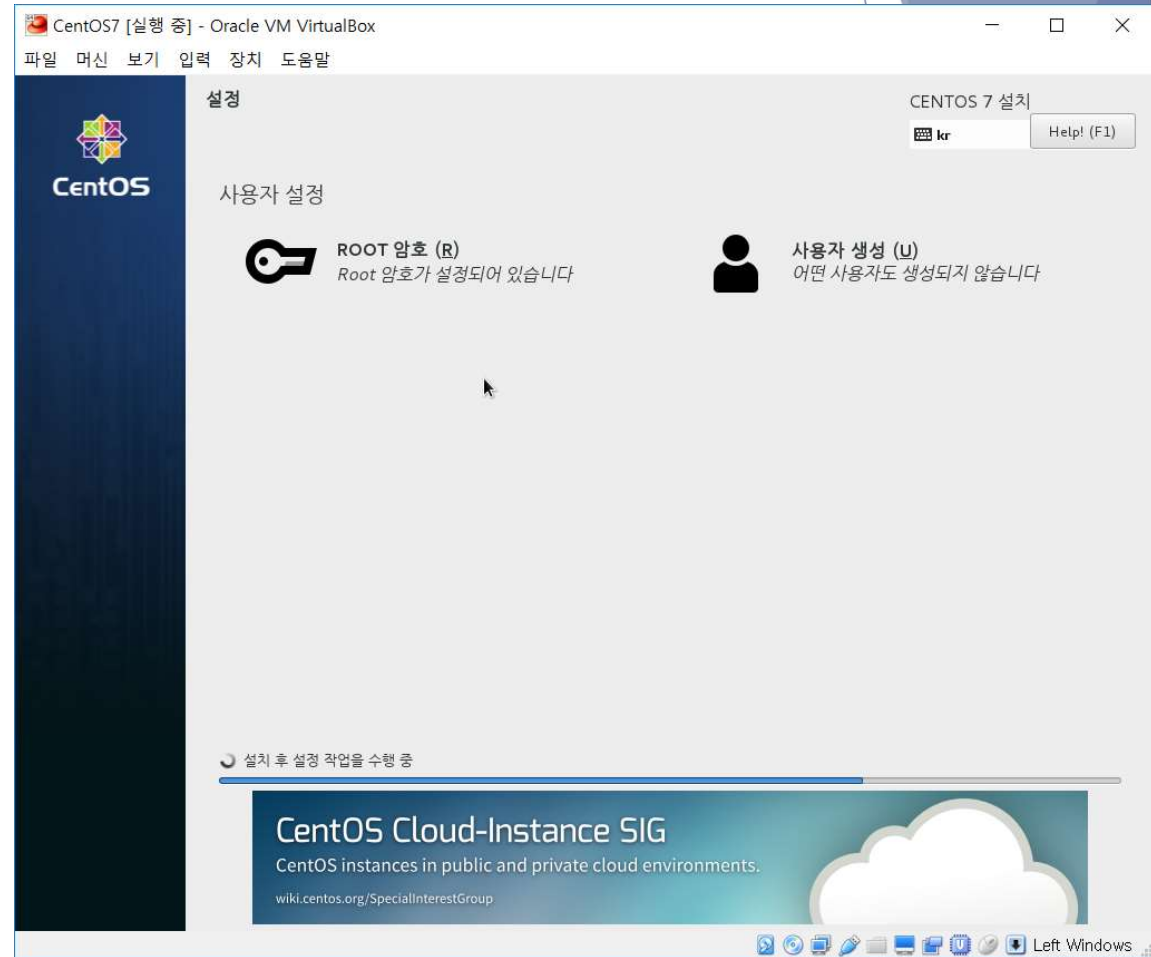 CentOS7 [실행 중] - Oracle VM VirtualBox
파일 머신 보기 입력 장치 도움말
설정
CENTOS 7 설치
kr
Help! (F1)
CentOS
사용자 설정
ROOT 암호 (R)
Root 암호가 설정되어 있습니다
사용자 생성 (U)
어떤 사용자도 생성되지 않습니다
설치 후 설정 작업을 수행 중
CentOS Cloud-Instance SIG
CentOS instances in public and private cloud environments.
wiki.centos.org/SpecialInterestGroup
Left Windows